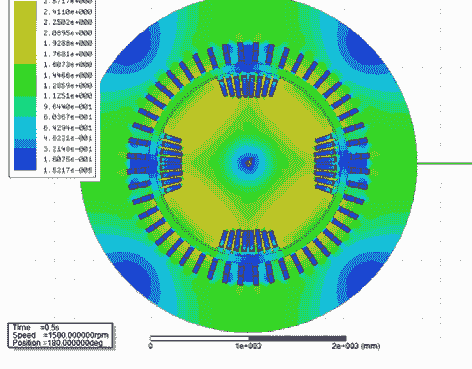 2.4110e+000
2.2502e+000
2.0895e+000
1.9288e+000
1.7681e+000
1.6073e+000
1.4466e+000
1.2859e+000
1.1251e+000
9.6440e-001
8.0367e-001
6.4294e-001
4.8221e-001
3.2148e-001
1.6075e-001
Time =0.5s
Speed =1500.000000rpm
Position =180.000000deg
0 1e+003 2e+003 (mm)